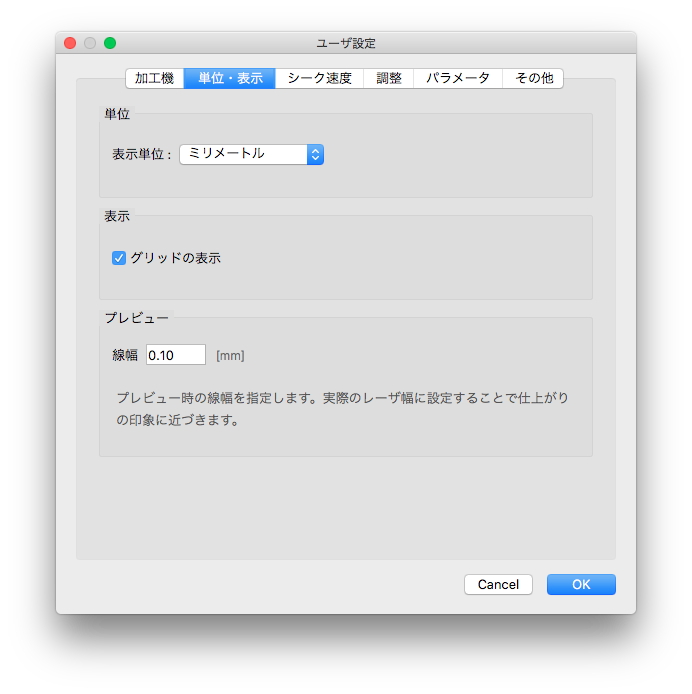 ユーザ設定
加工機 単位・表示 シーク速度 調整 パラメータ その他
単位
表示単位： ミリメートル
表示
グリッドの表示
プレビュー
線幅 0.10 [mm]
プレビュー時の線幅を指定します。実際のレーザ幅に設定することで仕上がり
の印象に近づきます。
Cancel OK